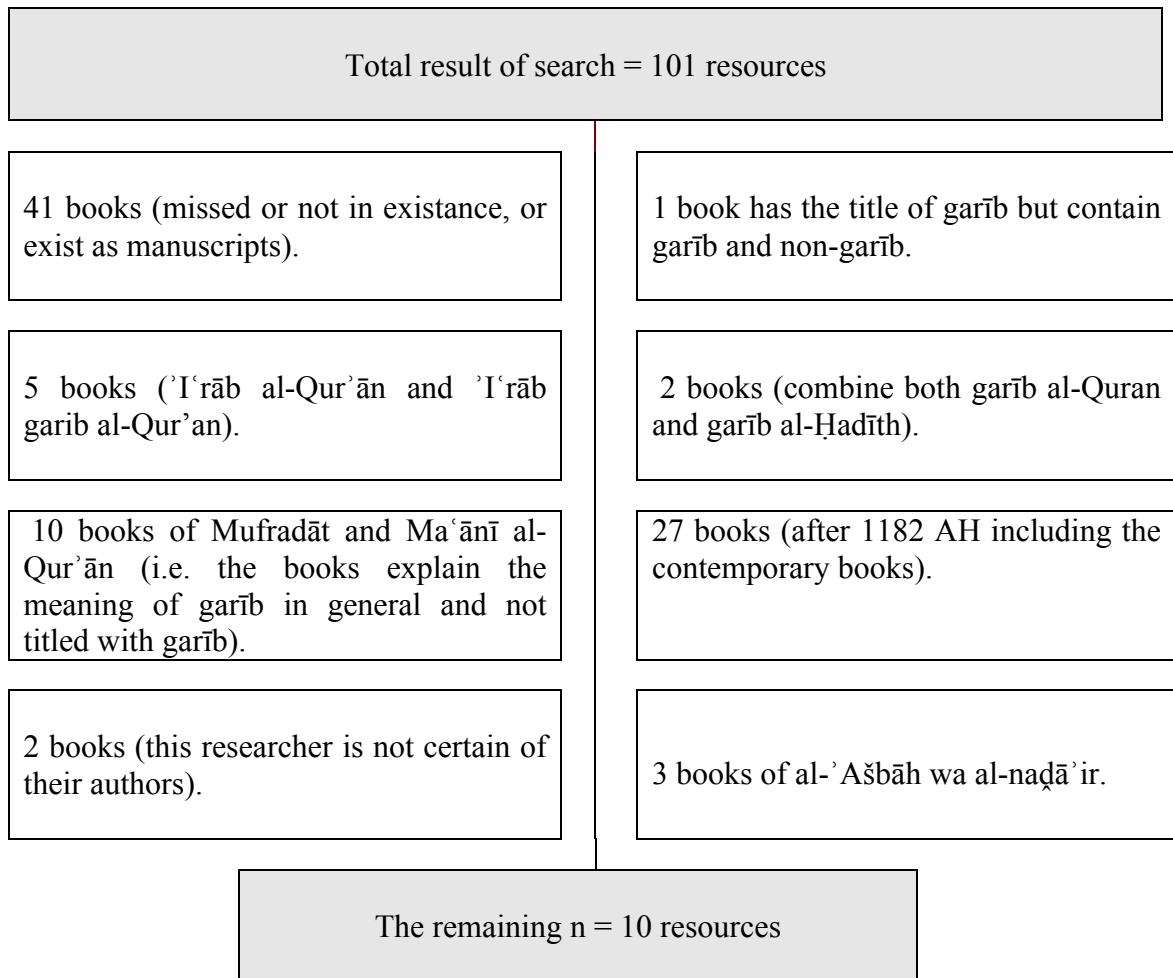 Total result of search = 101 resources
41 books (missed or not in existance, or
exist as manuscripts).
1 book has the title of garīb but contain
garīb and non-garīb.
5 books (ʾIʿrāb al-Qurʾān and ʾIʿrāb
garib al-Qur’an).
2 books (combine both garīb al-Quran
and garīb al-Ḥadīth).
10 books of Mufradāt and Maʿānī al-
Qurʾān (i.e. the books explain the
meaning of garīb in general and not
titled with garīb).
27 books (after 1182 AH including the
contemporary books).
2 books (this researcher is not certain of
their authors).
3 books of al-ʾAšbāh wa al-naḍ̱āʾir.
The remaining n = 10 resources